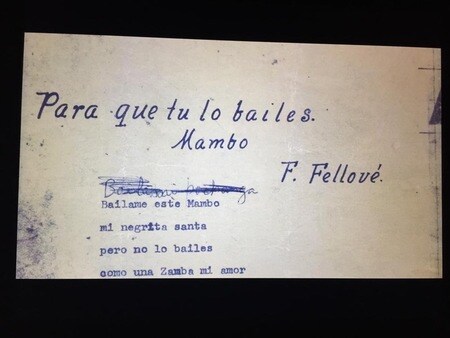 Para que tu lo bailes.
Mambo
F. Fellové.
Bailame este Mambo
mi negrita santa
pero no lo bailes
como una Zamba mi amor